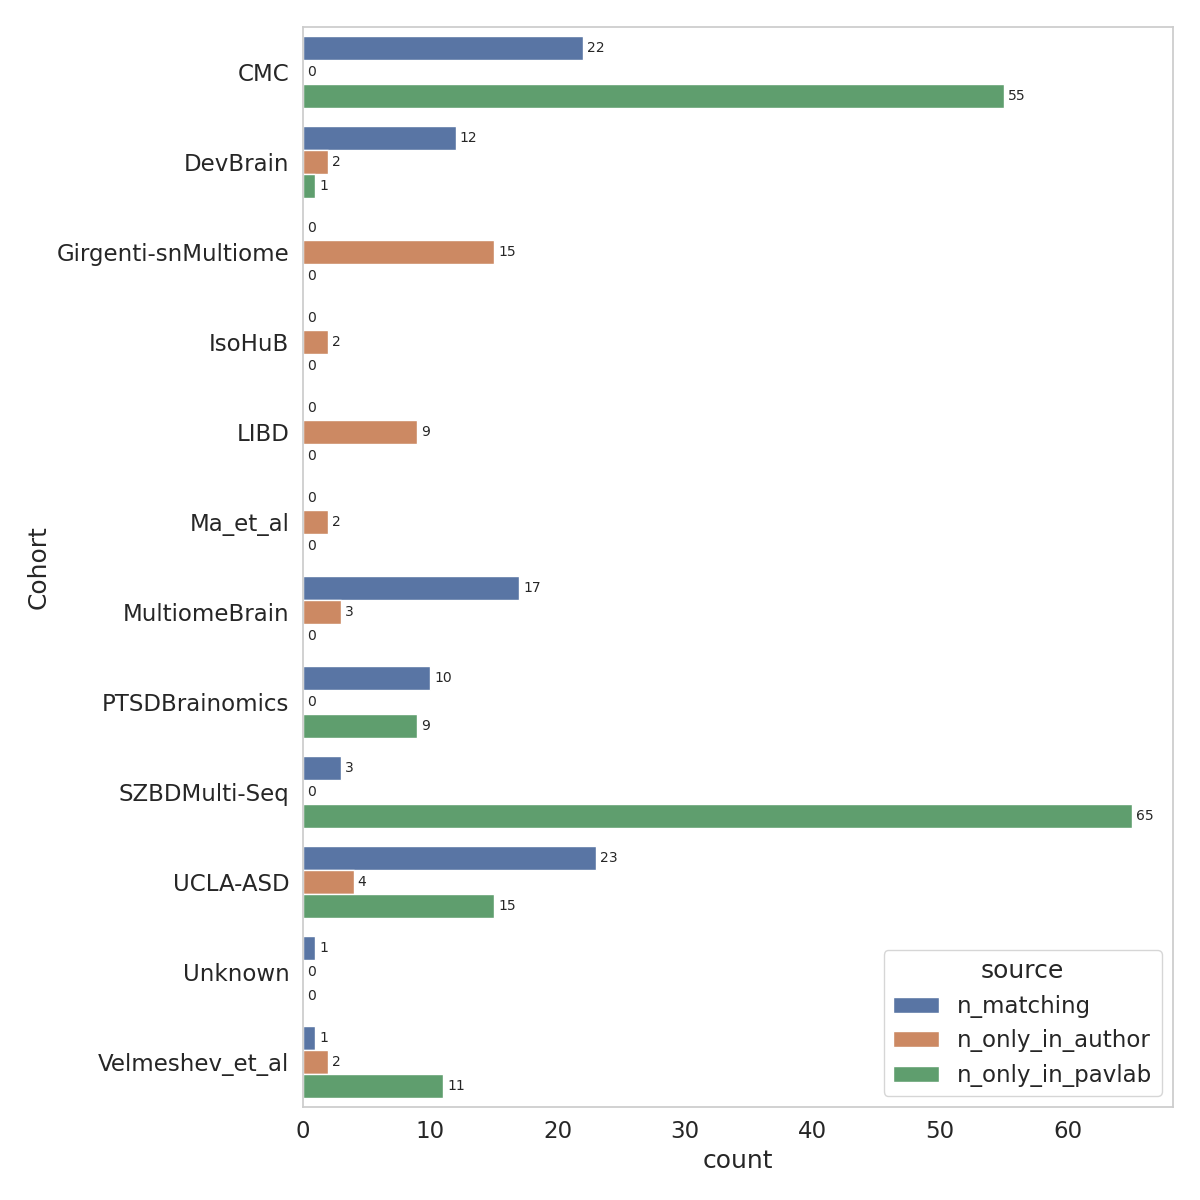 CMC
22
0
55
DevBrain
12
2
1
Girgenti-snMultiome
0
15
0
IsoHuB
0
2
0
LIBD
0
9
0
Ma_et_al
0
2
0
MultiomeBrain
17
3
0
PTSDBrainomics
10
0
9
SZBDMulti-Seq
3
0
65
UCLA-ASD
23
4
15
Unknown
1
0
0
Velmeshev_et_al
1
2
11
Cohort
0 10 20 30 40 50 60
count
source
n_matching
n_only_in_author
n_only_in_pavlab